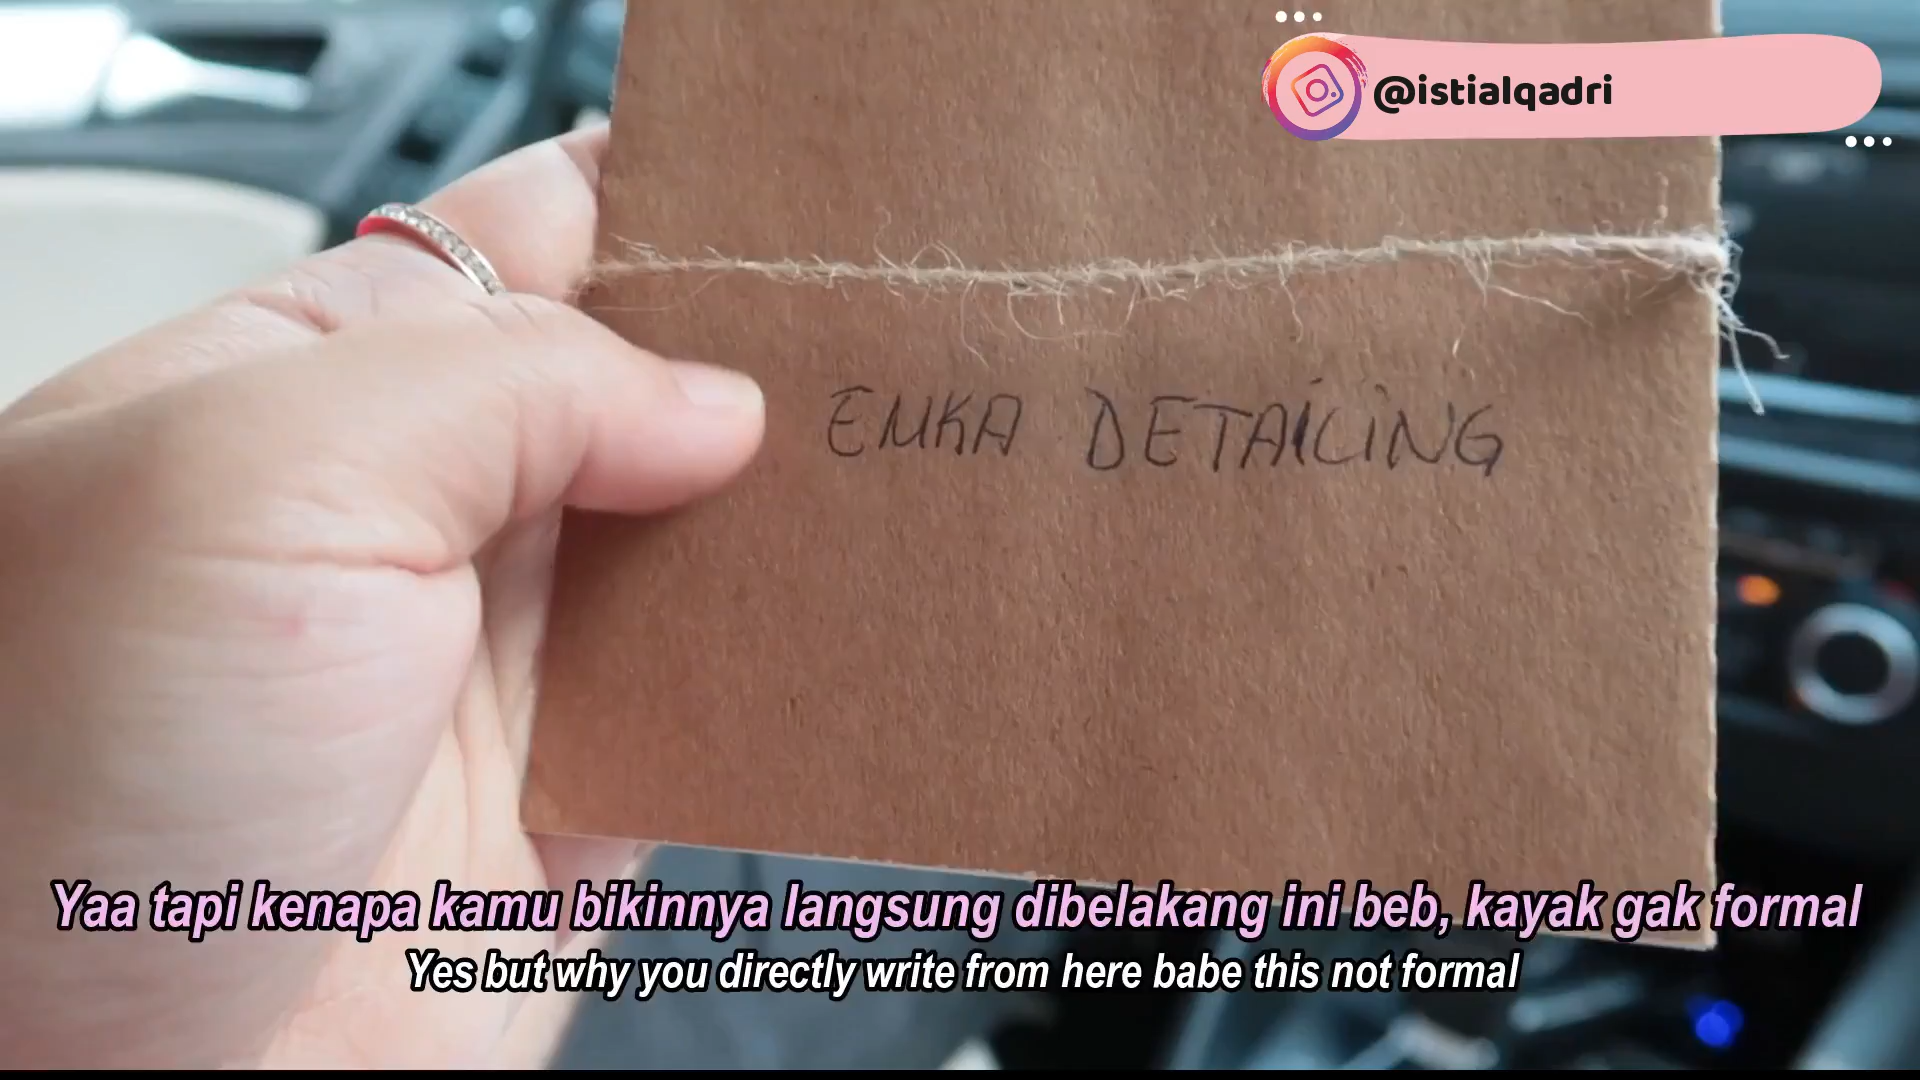 @istialqadri
EMKA DETAiLiNG
Yaa tapi kenapa kamu bikinnya langsung dibelakang ini beb, kayak gak formal
Yes but why you directly write from here babe this not formal